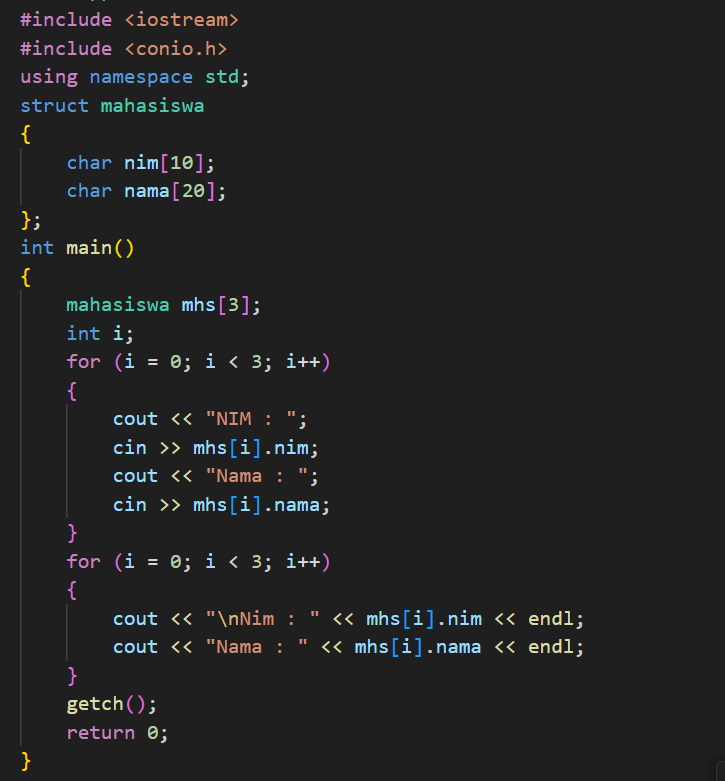 #include <iostream>
#include <conio.h>
using namespace std;
struct mahasiswa
{
    char nim[10];
    char nama[20];
};
int main()
{
    mahasiswa mhs[3];
    int i;
    for (i = 0; i < 3; i++)
    {
        cout << "NIM : ";
        cin >> mhs[i].nim;
        cout << "Nama : ";
        cin >> mhs[i].nama;
    }
    for (i = 0; i < 3; i++)
    {
        cout << "\nNim : " << mhs[i].nim << endl;
        cout << "Nama : " << mhs[i].nama << endl;
    }
    getch();
    return 0;
}